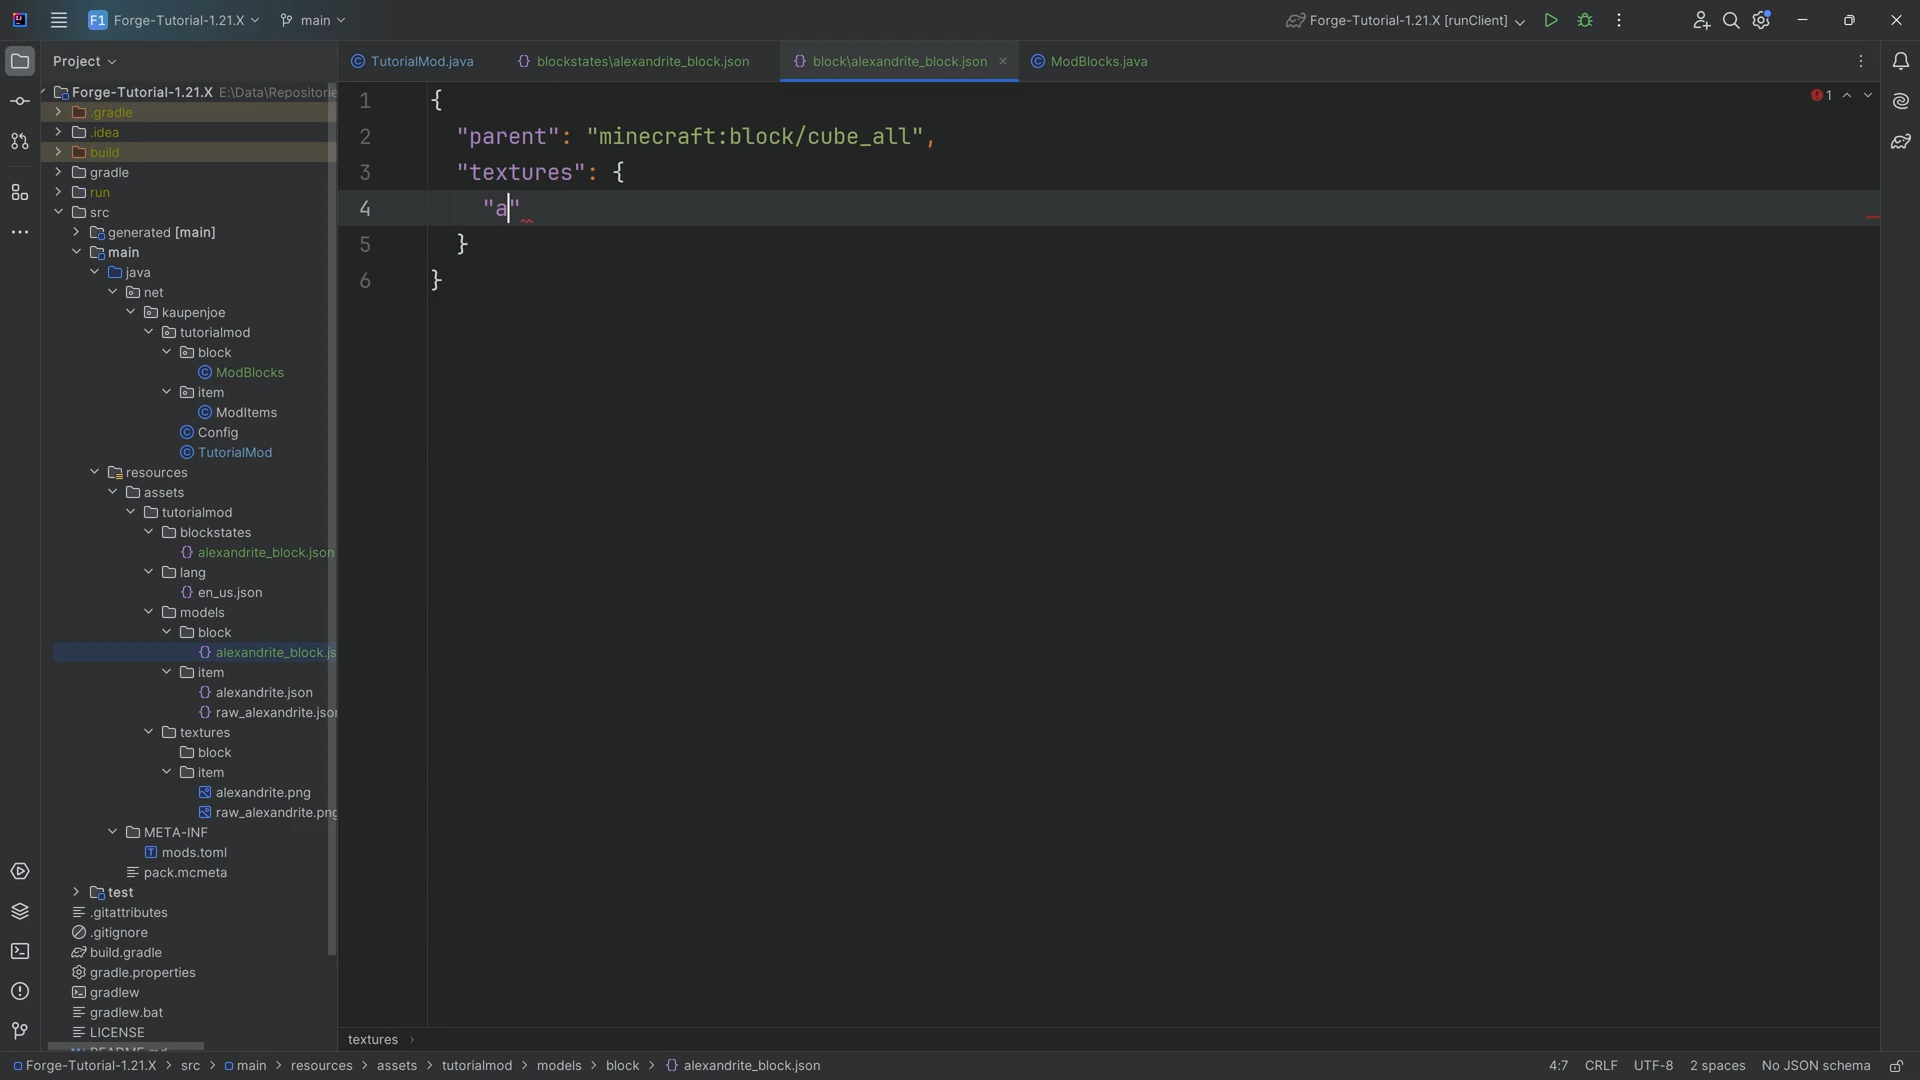 F1 Forge-Tutorial-1.21.X main Forge-Tutorial-1.21.X [runClient]
Project
TutorialMod.java blockstates\alexandrite_block.json block\alexandrite_block.json ModBlocks.java
Forge-Tutorial-1.21.X E:\Data\Repositorie
.gradle
.idea
build
gradle
run
src
generated [main]
main
java
net
kaupenjoe
tutorialmod
block
ModBlocks
item
ModItems
Config
TutorialMod
resources
assets
tutorialmod
blockstates
alexandrite_block.json
lang
en_us.json
models
block
alexandrite_block.js
item
alexandrite.json
raw_alexandrite.json
textures
block
item
alexandrite.png
raw_alexandrite.png
META-INF
mods.toml
pack.mcmeta
test
.gitattributes
.gitignore
build.gradle
gradle.properties
gradlew
gradlew.bat
LICENSE
1 {
2 "parent": "minecraft:block/cube_all",
3 "textures": {
4 "a"
5 }
6 }
1
textures
Forge-Tutorial-1.21.X > src > main > resources > assets > tutorialmod > models > block > alexandrite_block.json 4:7 CRLF UTF-8 2 spaces No JSON schema